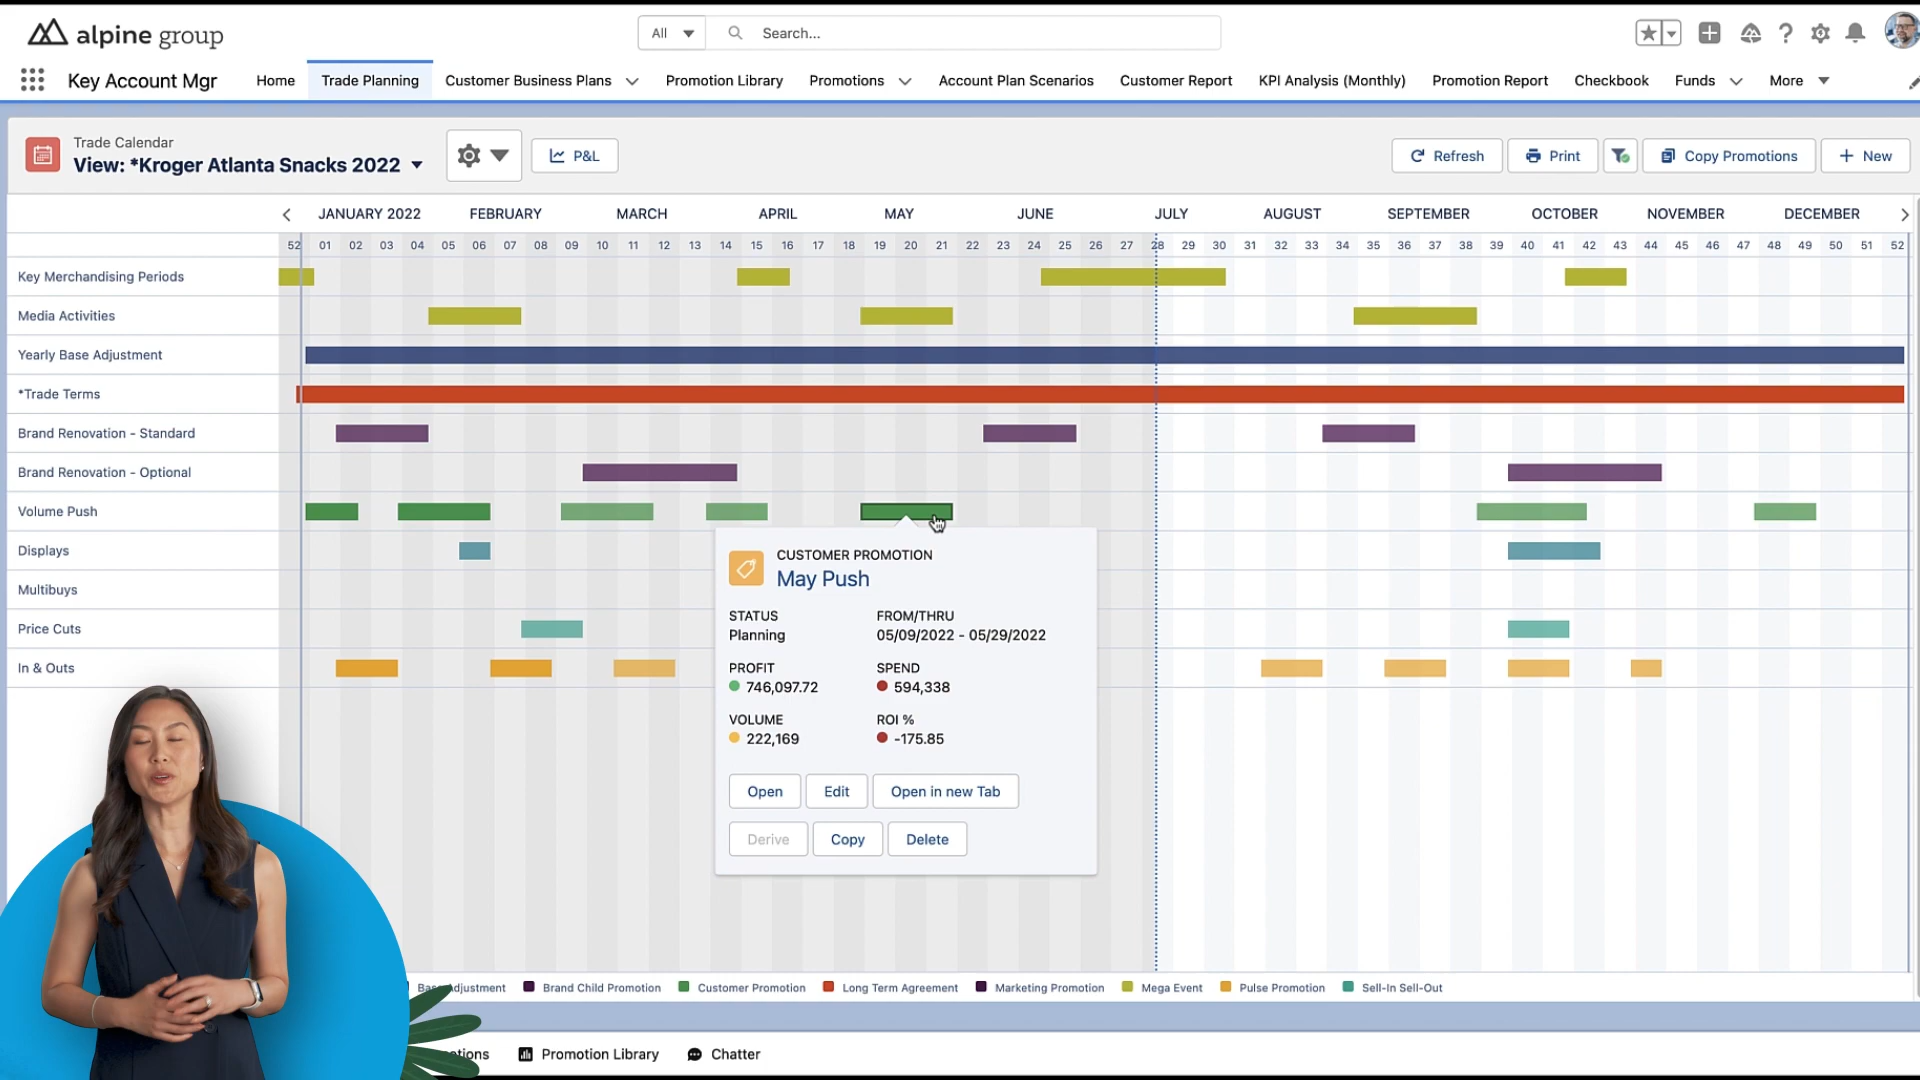 alpine group
All
Search...
Key Account Mgr
Home
Trade Planning
Customer Business Plans
Promotion Library
Promotions
Account Plan Scenarios
Customer Report
KPI Analysis (Monthly)
Promotion Report
Checkbook
Funds
More
Trade Calendar
View: *Kroger Atlanta Snacks 2022
P&L
Refresh
Print
Copy Promotions
New
JANUARY 2022 FEBRUARY MARCH APRIL MAY JUNE JULY AUGUST SEPTEMBER OCTOBER NOVEMBER DECEMBER
52 01 02 03 04 05 06 07 08 09 10 11 12 13 14 15 16 17 18 19 20 21 22 23 24 25 26 27 28 29 30 31 32 33 34 35 36 37 38 39 40 41 42 43 44 45 46 47 48 49 50 51 52
Key Merchandising Periods
Media Activities
Yearly Base Adjustment
*Trade Terms
Brand Renovation - Standard
Brand Renovation - Optional
Volume Push
Displays
Multibuys
Price Cuts
In & Outs
CUSTOMER PROMOTION
May Push
STATUS FROM/THRU
Planning 05/09/2022 - 05/29/2022
PROFIT SPEND
746,097.72 594,338
VOLUME ROI %
222,169 -175.85
Open Edit Open in new Tab
Derive Copy Delete
Base Adjustment Brand Child Promotion Customer Promotion Long Term Agreement Marketing Promotion Mega Event Pulse Promotion Sell-In Sell-Out
Promotion Library Chatter